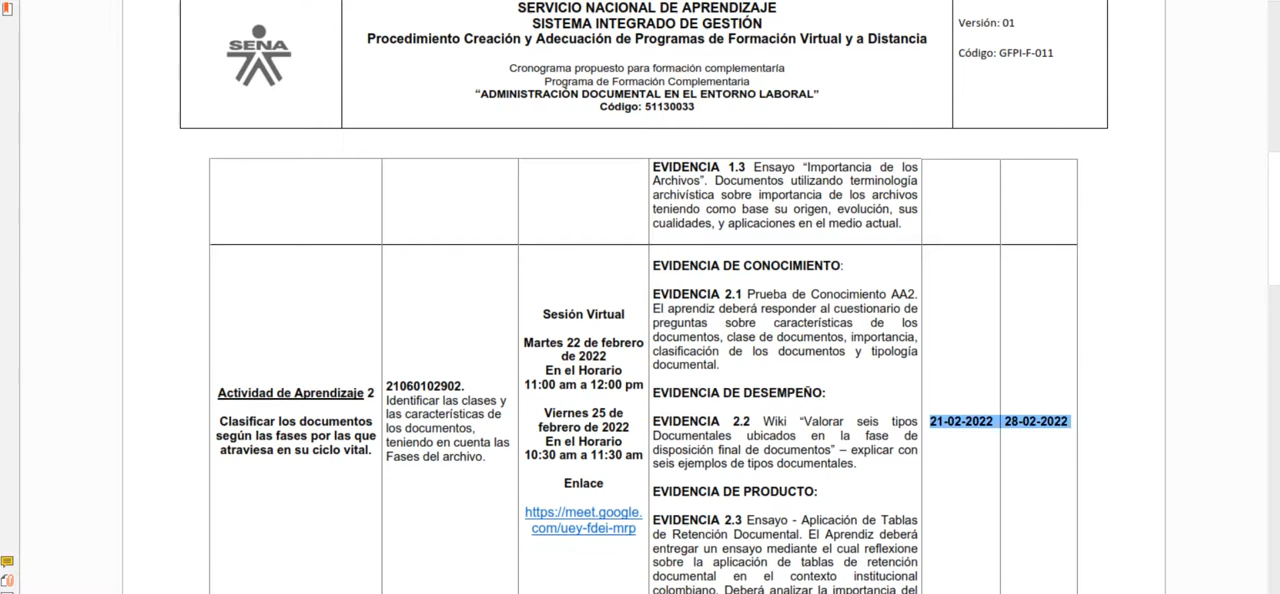 SERVICIO NACIONAL DE APRENDIZAJE
SISTEMA INTEGRADO DE GESTIÓN
Procedimiento Creación y Adecuación de Programas de Formación Virtual y a Distancia
Cronograma propuesto para formación complementaría
Programa de Formación Complementaria
“ADMINISTRACIÓN DOCUMENTAL EN EL ENTORNO LABORAL”
Código: 51130033
SENA
Versión: 01
Código: GFPI-F-011
EVIDENCIA 1.3 Ensayo “Importancia de los
Archivos”. Documentos utilizando terminología
archivística sobre importancia de los archivos
teniendo como base su origen, evolución, sus
cualidades, y aplicaciones en el medio actual.
Actividad de Aprendizaje 2
Clasificar los documentos
según las fases por las que
atraviesa en su ciclo vital.
21060102902.
Identificar las clases y
las características de
los documentos,
teniendo en cuenta las
Fases del archivo.
Sesión Virtual
Martes 22 de febrero
de 2022
En el Horario
11:00 am a 12:00 pm
Viernes 25 de
febrero de 2022
En el Horario
10:30 am a 11:30 am
Enlace
https://meet.google.
com/uey-fdei-mrp
EVIDENCIA DE CONOCIMIENTO:
EVIDENCIA 2.1 Prueba de Conocimiento AA2.
El aprendiz deberá responder al cuestionario de
preguntas sobre características de los
documentos, clase de documentos, importancia,
clasificación de los documentos y tipología
documental.
EVIDENCIA DE DESEMPEÑO:
EVIDENCIA 2.2 Wiki “Valorar seis tipos
Documentales ubicados en la fase de
disposición final de documentos” – explicar con
seis ejemplos de tipos documentales.
EVIDENCIA DE PRODUCTO:
EVIDENCIA 2.3 Ensayo - Aplicación de Tablas
de Retención Documental. El Aprendiz deberá
entregar un ensayo mediante el cual reflexione
sobre la aplicación de tablas de retención
documental en el contexto institucional
colombiano. Deberá analizar la importancia del
21-02-2022 28-02-2022